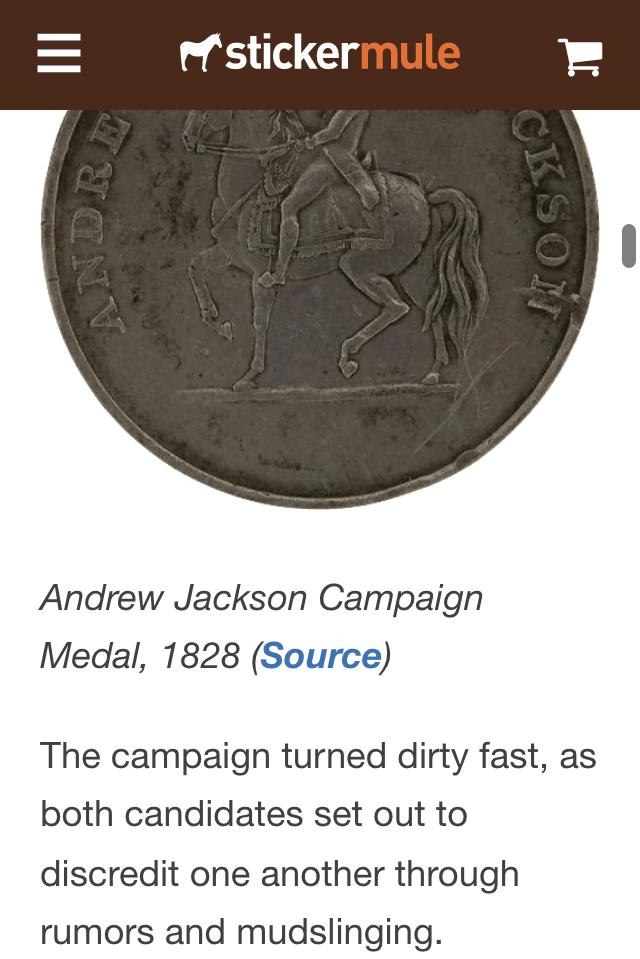 stickermule
ANDRE
CKSON
Andrew Jackson Campaign
Medal, 1828 (Source)
The campaign turned dirty fast, as
both candidates set out to
discredit one another through
rumors and mudslinging.